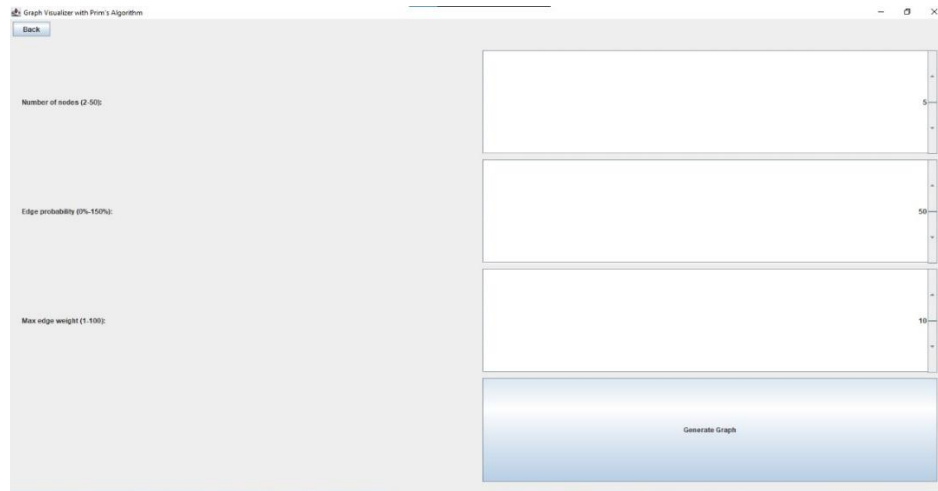 Graph Visualizer with Prim's Algorithm
Back
Number of nodes (2-50):
5
Edge probability (0%-150%):
50
Max edge weight (1-100):
10
Generate Graph